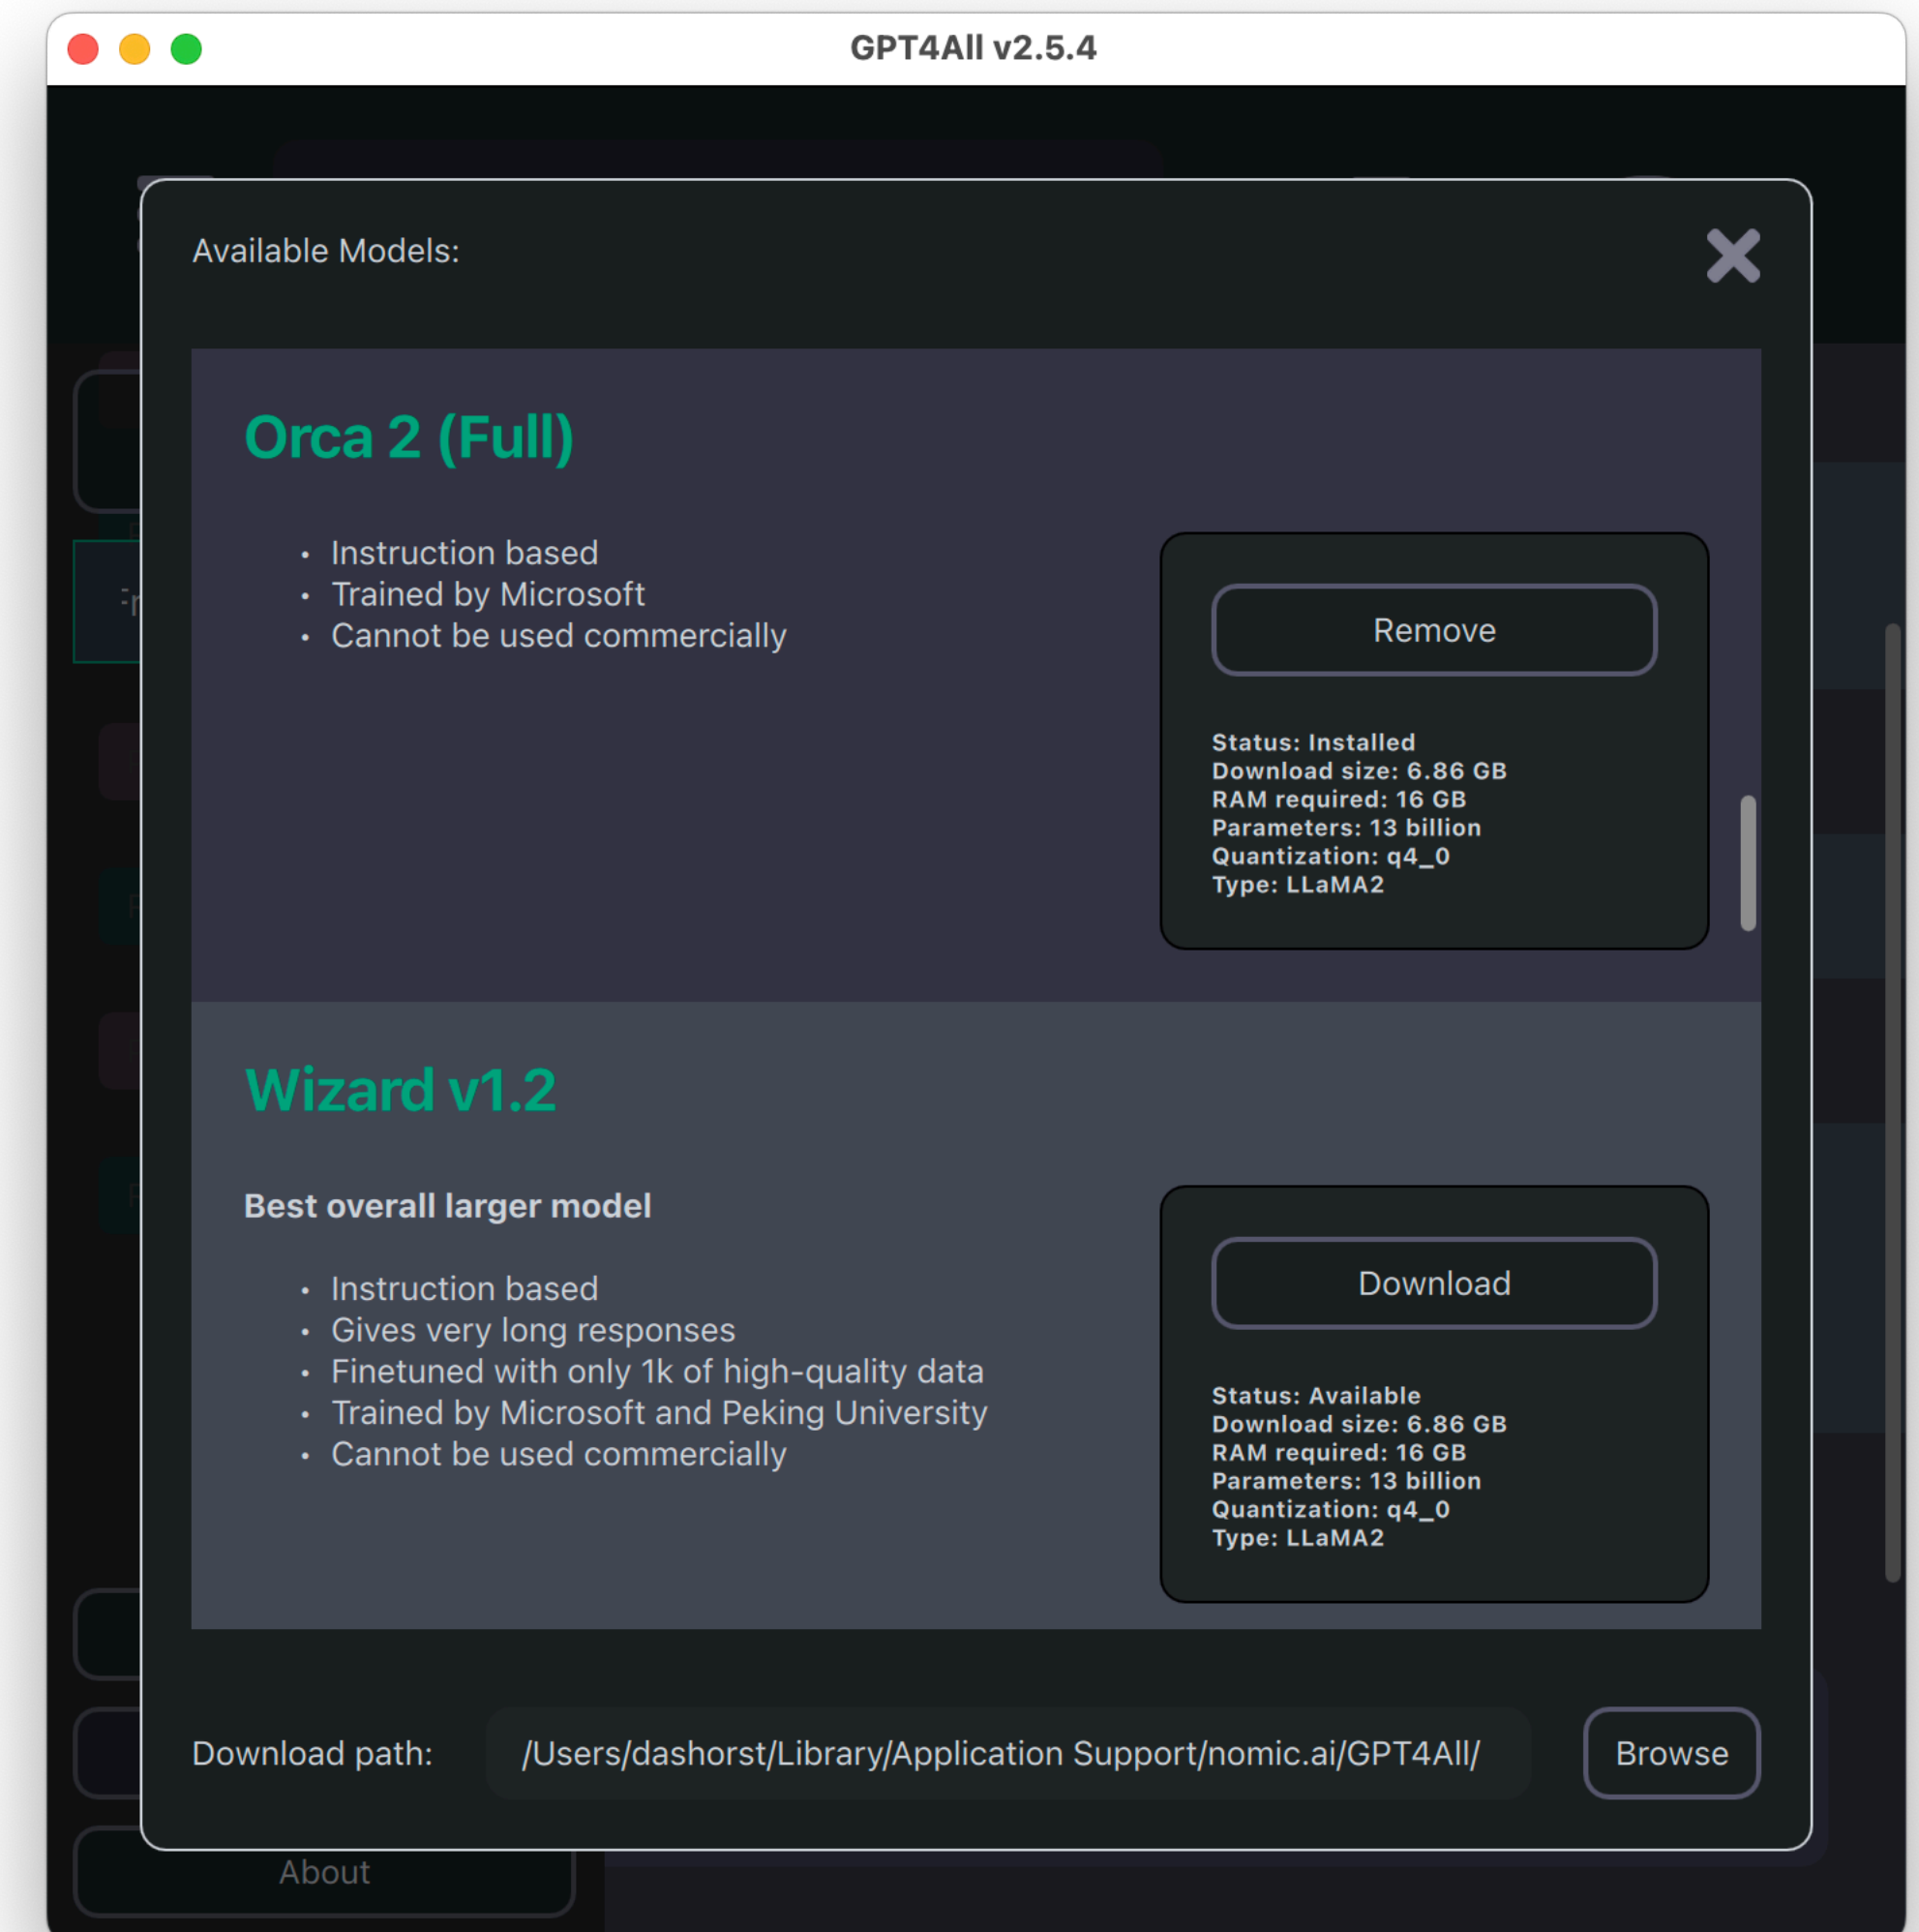 GPT4All v2.5.4
Available Models:
Orca 2 (Full)
• Instruction based
• Trained by Microsoft
• Cannot be used commercially
Remove
Status: Installed
Download size: 6.86 GB
RAM required: 16 GB
Parameters: 13 billion
Quantization: q4_0
Type: LLaMA2
Wizard v1.2
Best overall larger model
• Instruction based
• Gives very long responses
• Finetuned with only 1k of high-quality data
• Trained by Microsoft and Peking University
• Cannot be used commercially
Download
Status: Available
Download size: 6.86 GB
RAM required: 16 GB
Parameters: 13 billion
Quantization: q4_0
Type: LLaMA2
Download path: /Users/dashorst/Library/Application Support/nomic.ai/GPT4All/ Browse
About